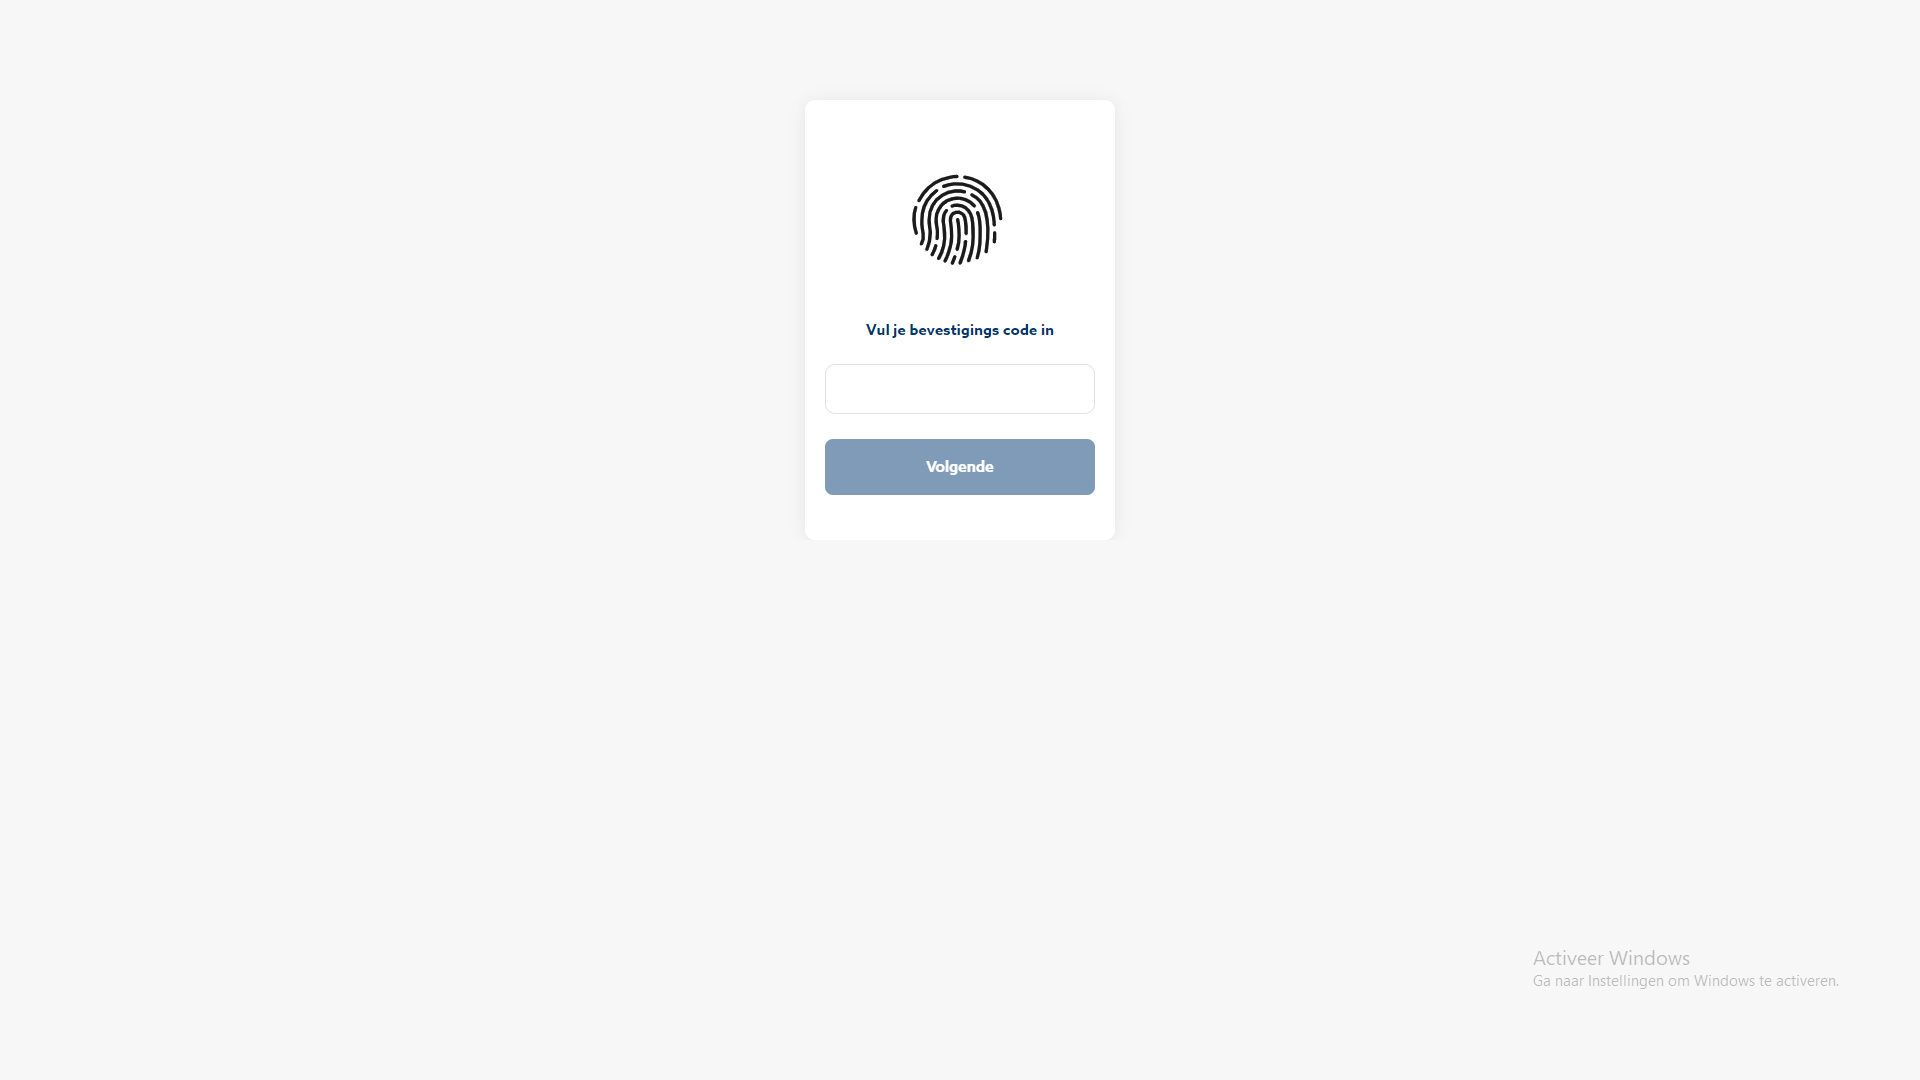 Vul je bevestigings code in
Volgende
Activeer Windows
Ga naar Instellingen om Windows te activeren.